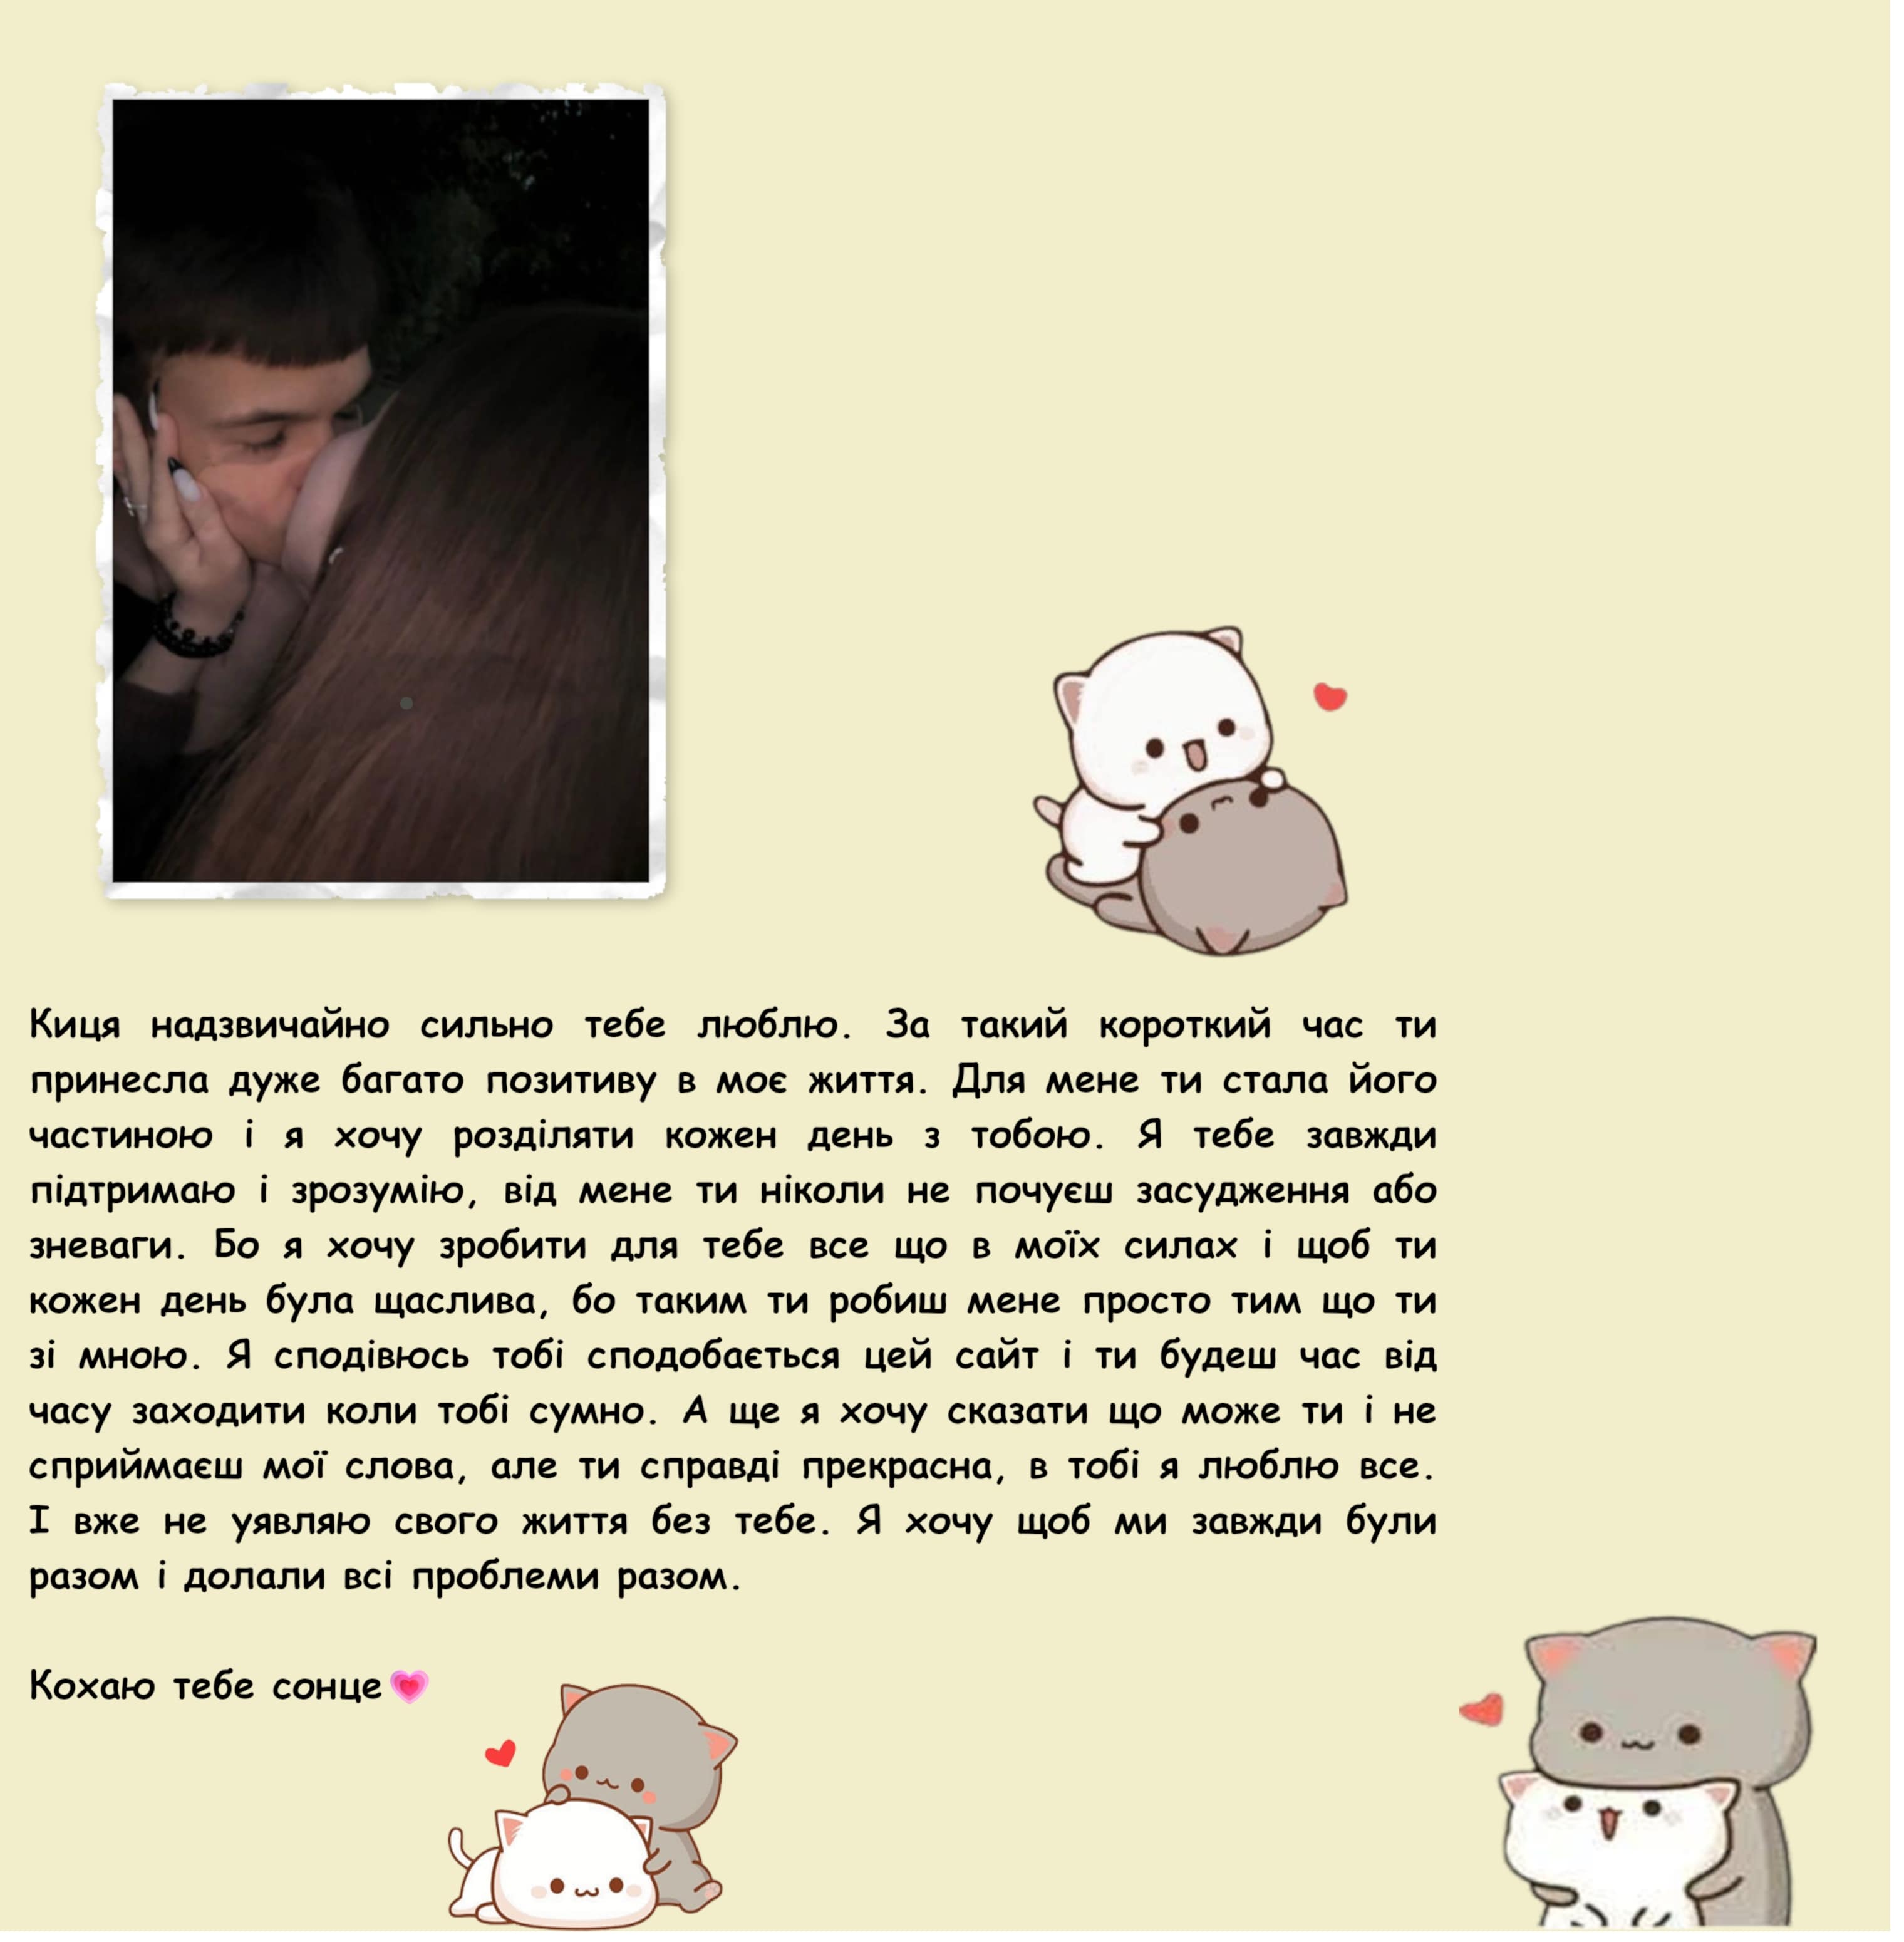 Киця надзвичайно сильно тебе люблю. За такий короткий час ти
принесла дуже багато позитиву в моє життя. Для мене ти стала його
частиною і я хочу розділяти кожен день з тобою. Я тебе завжди
підтримаю і зрозумію, від мене ти ніколи не почуєш засудження або
зневаги. Бо я хочу зробити для тебе все що в моїх силах і щоб ти
кожен день була щаслива, бо таким ти робиш мене просто тим що ти
зі мною. Я сподівюсь тобі сподобається цей сайт і ти будеш час від
часу заходити коли тобі сумно. А ще я хочу сказати що може ти і не
сприймаєш мої слова, але ти справді прекрасна, в тобі я люблю все.
І вже не уявляю свого життя без тебе. Я хочу щоб ми завжди були
разом і долали всі проблеми разом.
Кохаю тебе сонце💗